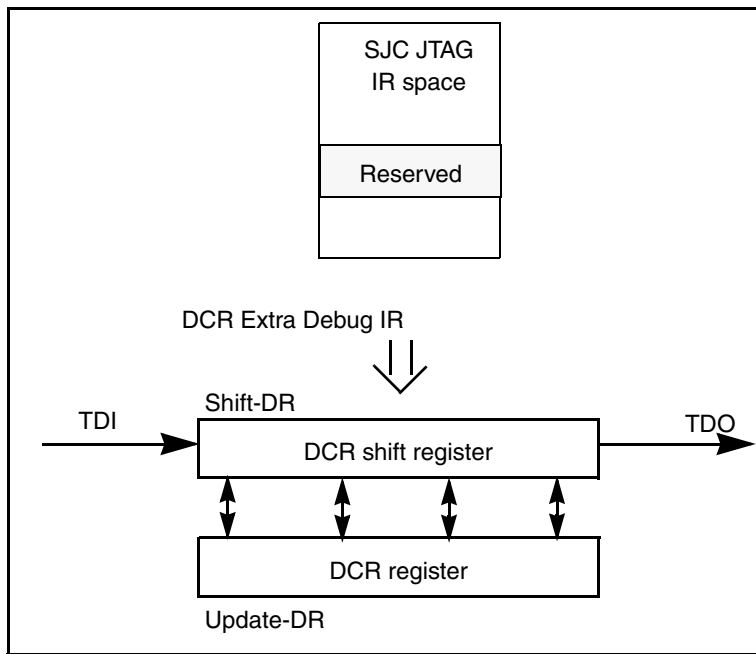 SJC JTAG
IR space
Reserved
DCR Extra Debug IR
Shift-DR
TDI
TDO
DCR shift register
DCR register
Update-DR